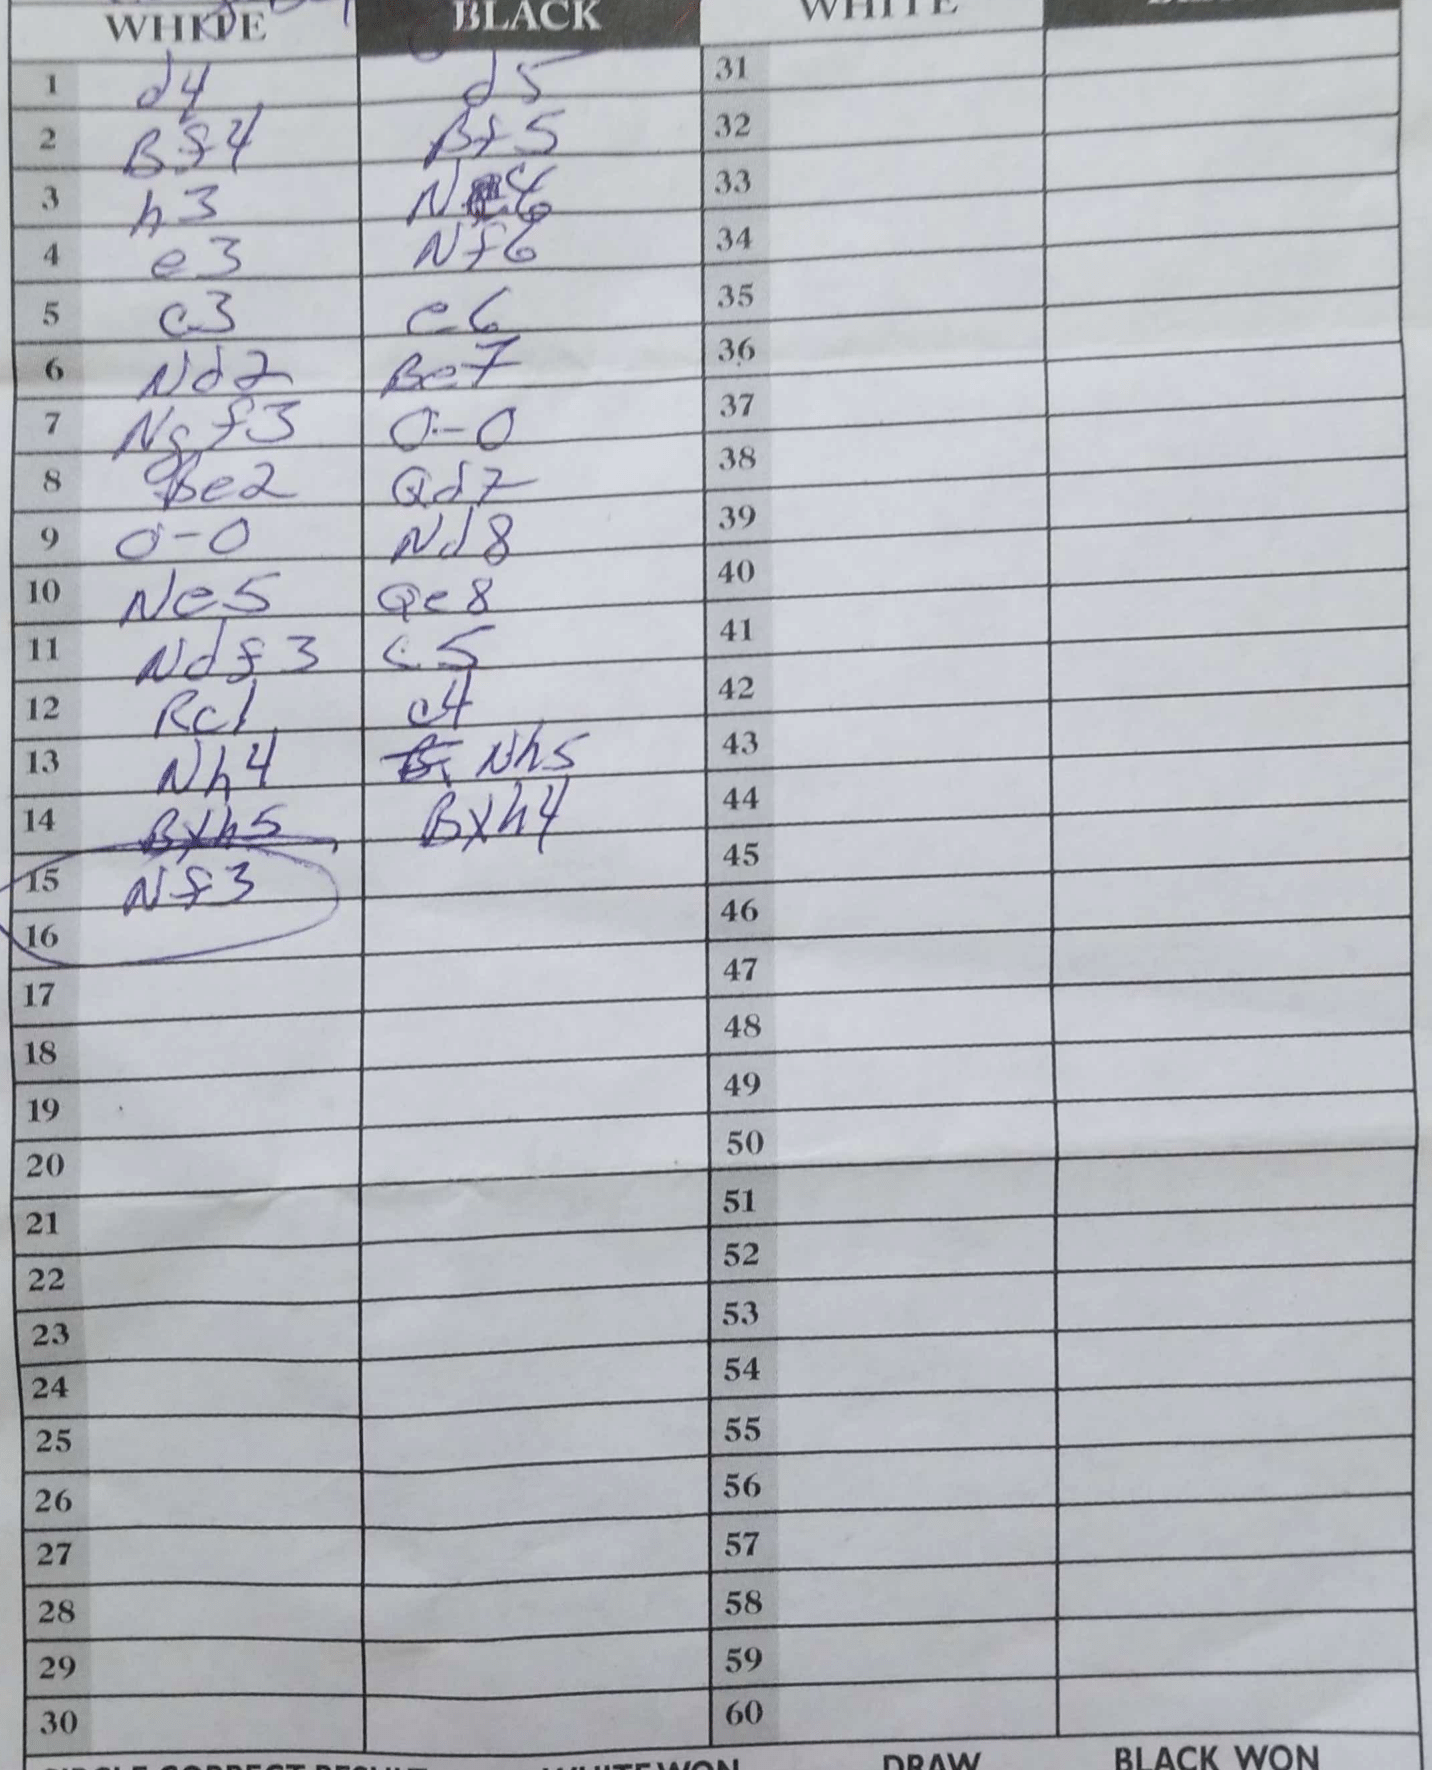 WHITE BLACK WHITE
1 d4 d5 31
2 Bf4 Bf5 32
3 h3 Nc6 33
4 e3 Nf6 34
5 c3 e6 35
6 Nd2 Be7 36
7 Ngf3 O-O 37
8 Be2 Qd7 38
9 O-O Nd8 39
10 Ne5 Qe8 40
11 Ndf3 c5 41
12 Rc1 c4 42
13 Nh4 Nh5 43
14 Bxh5 Bxh4 44
15 Nf3 45
16 46
17 47
18 48
19 49
20 50
21 51
22 52
23 53
24 54
25 55
26 56
27 57
28 58
29 59
30 60
CIRCLE CORRECT RESULT WHITE WON DRAW BLACK WON